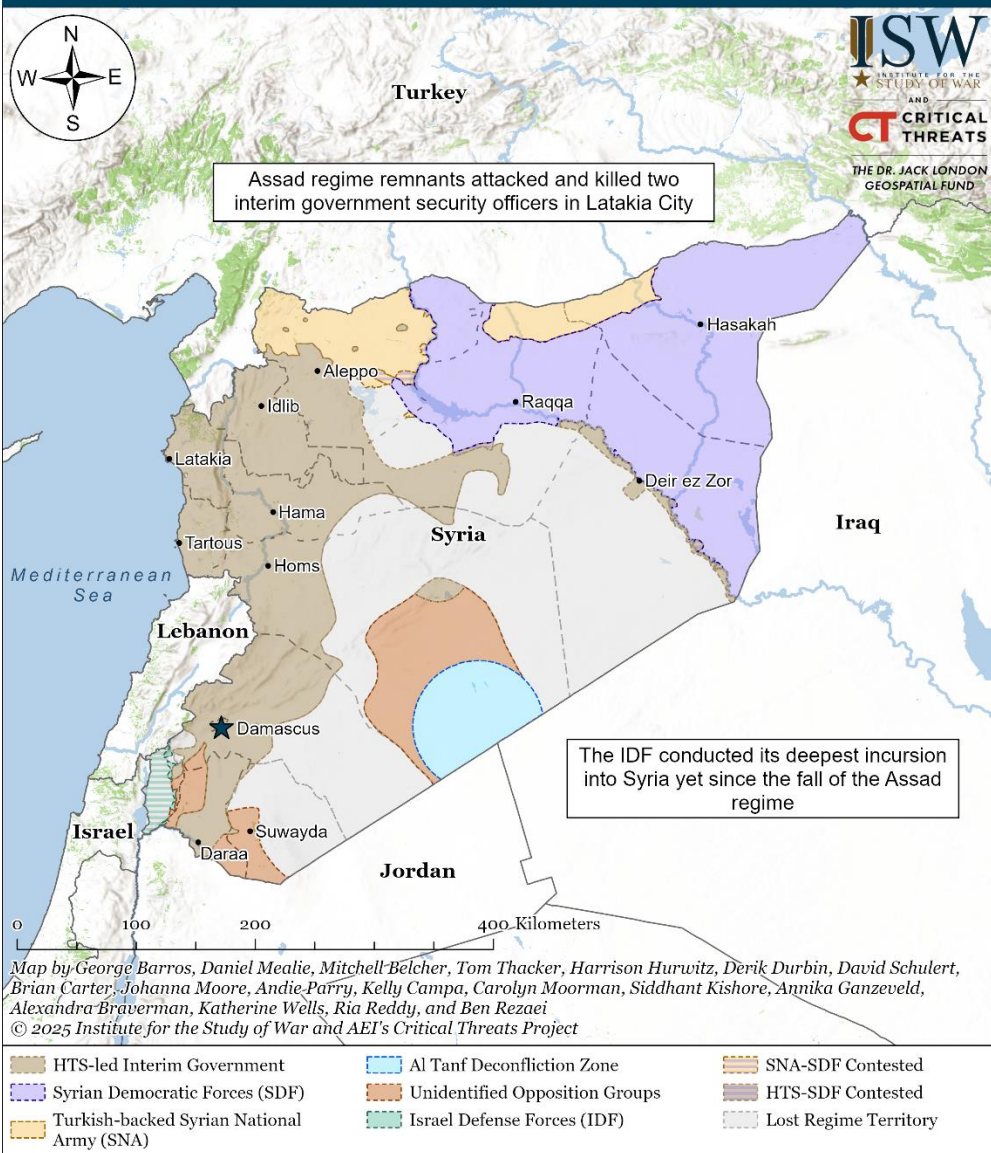 N
W
E
S
ISW
INSTITUTE FOR THE
STUDY OF WAR
AND
CT CRITICAL
THREATS
THE DR. JACK LONDON
GEOSPATIAL FUND
Turkey
Assad regime remnants attacked and killed two
interim government security officers in Latakia City
Hasakah
Aleppo
Idlib
Raqqa
Latakia
Deir ez Zor
Hama
Iraq
Syria
Tartous
Homs
Mediterranean
Sea
Lebanon
Damascus
The IDF conducted its deepest incursion
into Syria yet since the fall of the Assad
regime
Israel
Suwayda
Daraa
Jordan
0 100 200 400 Kilometers
Map by George Barros, Daniel Mealie, Mitchell Belcher, Tom Thacker, Harrison Hurwitz, Derik Durbin, David Schulert,
Brian Carter, Johanna Moore, Andie Parry, Kelly Campa, Carolyn Moorman, Siddhant Kishore, Annika Ganzeveld,
Alexandra Braverman, Katherine Wells, Ria Reddy, and Ben Rezaei
© 2025 Institute for the Study of War and AEI's Critical Threats Project
HTS-led Interim Government
Syrian Democratic Forces (SDF)
Turkish-backed Syrian National
Army (SNA)
Al Tanf Deconfliction Zone
Unidentified Opposition Groups
Israel Defense Forces (IDF)
SNA-SDF Contested
HTS-SDF Contested
Lost Regime Territory